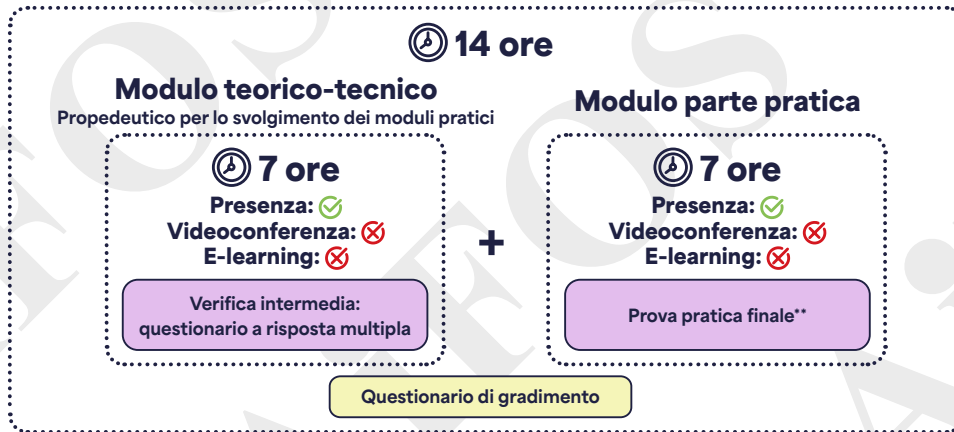 14 ore
Modulo teorico-tecnico
Propedeutico per lo svolgimento dei moduli pratici
7 ore
Presenza:
Videoconferenza:
E-learning:
Verifica intermedia:
questionario a risposta multipla
+
Modulo parte pratica
7 ore
Presenza:
Videoconferenza:
E-learning:
Prova pratica finale**
Questionario di gradimento